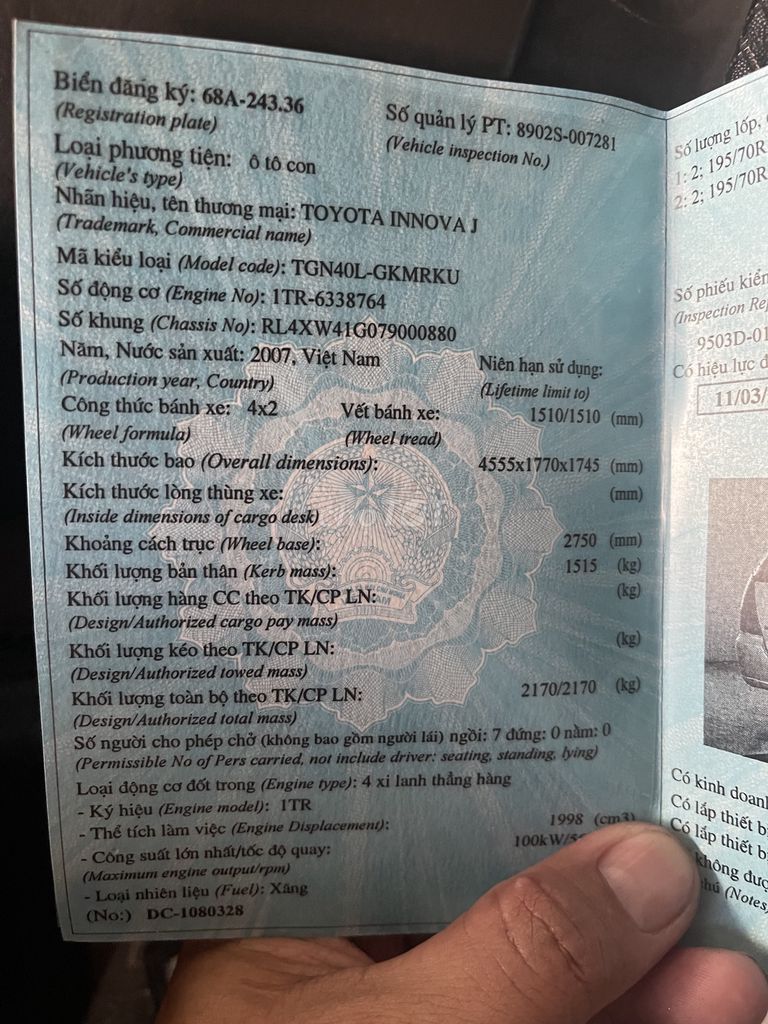 Biển đăng ký: 68A-243.36
(Registration plate)
Số quản lý PT: 8902S-007281
(Vehicle inspection No.)
Loại phương tiện: ô tô con
(Vehicle's type)
Nhãn hiệu, tên thương mại: TOYOTA INNOVA J
(Trademark, Commercial name)
Mã kiểu loại (Model code): TGN40L-GKMRKU
Số động cơ (Engine No): 1TR-6338764
Số khung (Chassis No): RL4XW41G079000880
Năm, Nước sản xuất: 2007, Việt Nam
(Production year, Country)
Niên hạn sử dụng:
(Lifetime limit to)
Công thức bánh xe: 4x2 Vết bánh xe: 1510/1510 (mm)
(Wheel formula) (Wheel tread)
Kích thước bao (Overall dimensions): 4555x1770x1745 (mm)
Kích thước lòng thùng xe: (mm)
(Inside dimensions of cargo desk)
Khoảng cách trục (Wheel base): 2750 (mm)
Khối lượng bản thân (Kerb mass): 1515 (kg)
Khối lượng hàng CC theo TK/CP LN: (kg)
(Design/Authorized cargo pay mass)
Khối lượng kéo theo TK/CP LN: (kg)
(Design/Authorized towed mass)
Khối lượng toàn bộ theo TK/CP LN: 2170/2170 (kg)
(Design/Authorized total mass)
Số người cho phép chở (không bao gồm người lái) ngồi: 7 đứng: 0 nằm: 0
(Permissible No of Pers carried, not include driver: seating, standing, lying)
Loại động cơ đốt trong (Engine type): 4 xi lanh thẳng hàng
- Ký hiệu (Engine model): 1TR
- Thể tích làm việc (Engine Displacement): 1998 (cm3)
- Công suất lớn nhất/tốc độ quay: 100kW/5
(Maximum engine output/rpm)
- Loại nhiên liệu (Fuel): Xăng
(No:) DC-1080328
Số lượng lốp,
1: 2; 195/70R
2: 2; 195/70R
Số phiếu kiểm
(Inspection Re
9503D-01
Có hiệu lực đ
11/03/
Có kinh doanh
Có lắp thiết b
Có lắp thiết b
không đượ
hú (Notes